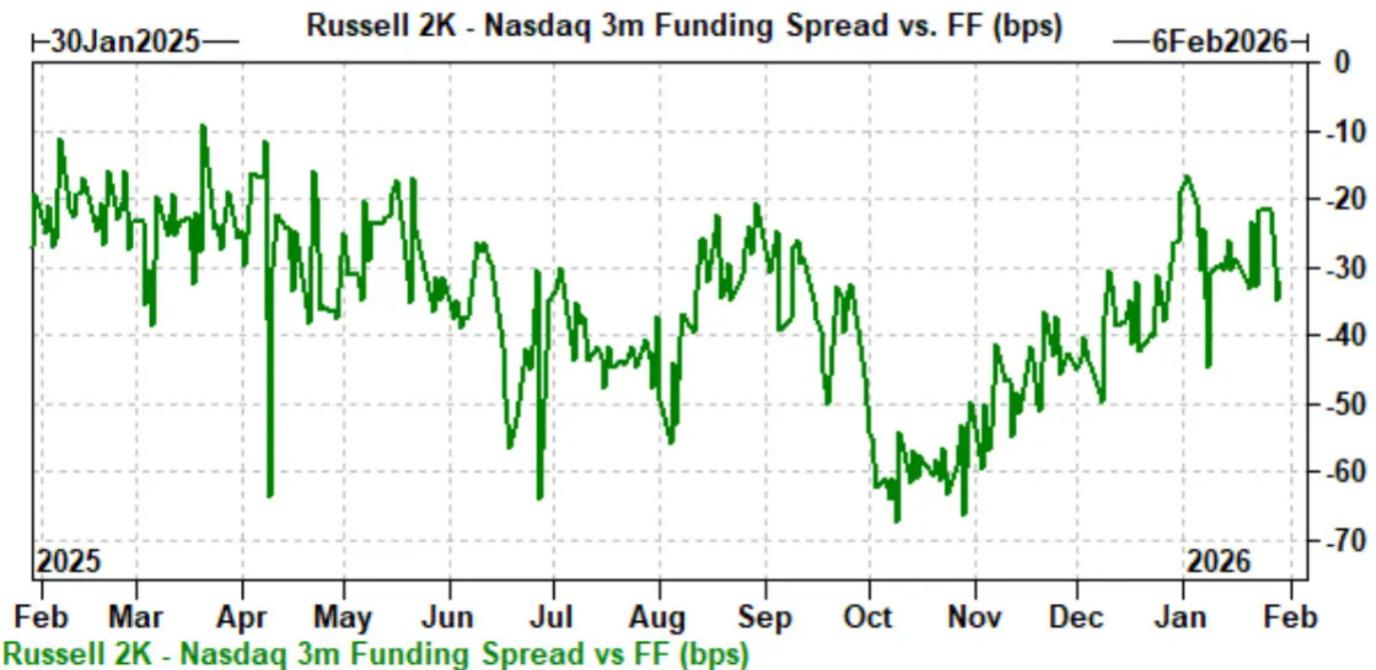 Russell 2K - Nasdaq 3m Funding Spread vs. FF (bps)
30Jan2025
6Feb2026
0
-10
-20
-30
-40
-50
-60
-70
2025
2026
Feb Mar Apr May Jun Jul Aug Sep Oct Nov Dec Jan Feb
Russell 2K - Nasdaq 3m Funding Spread vs FF (bps)